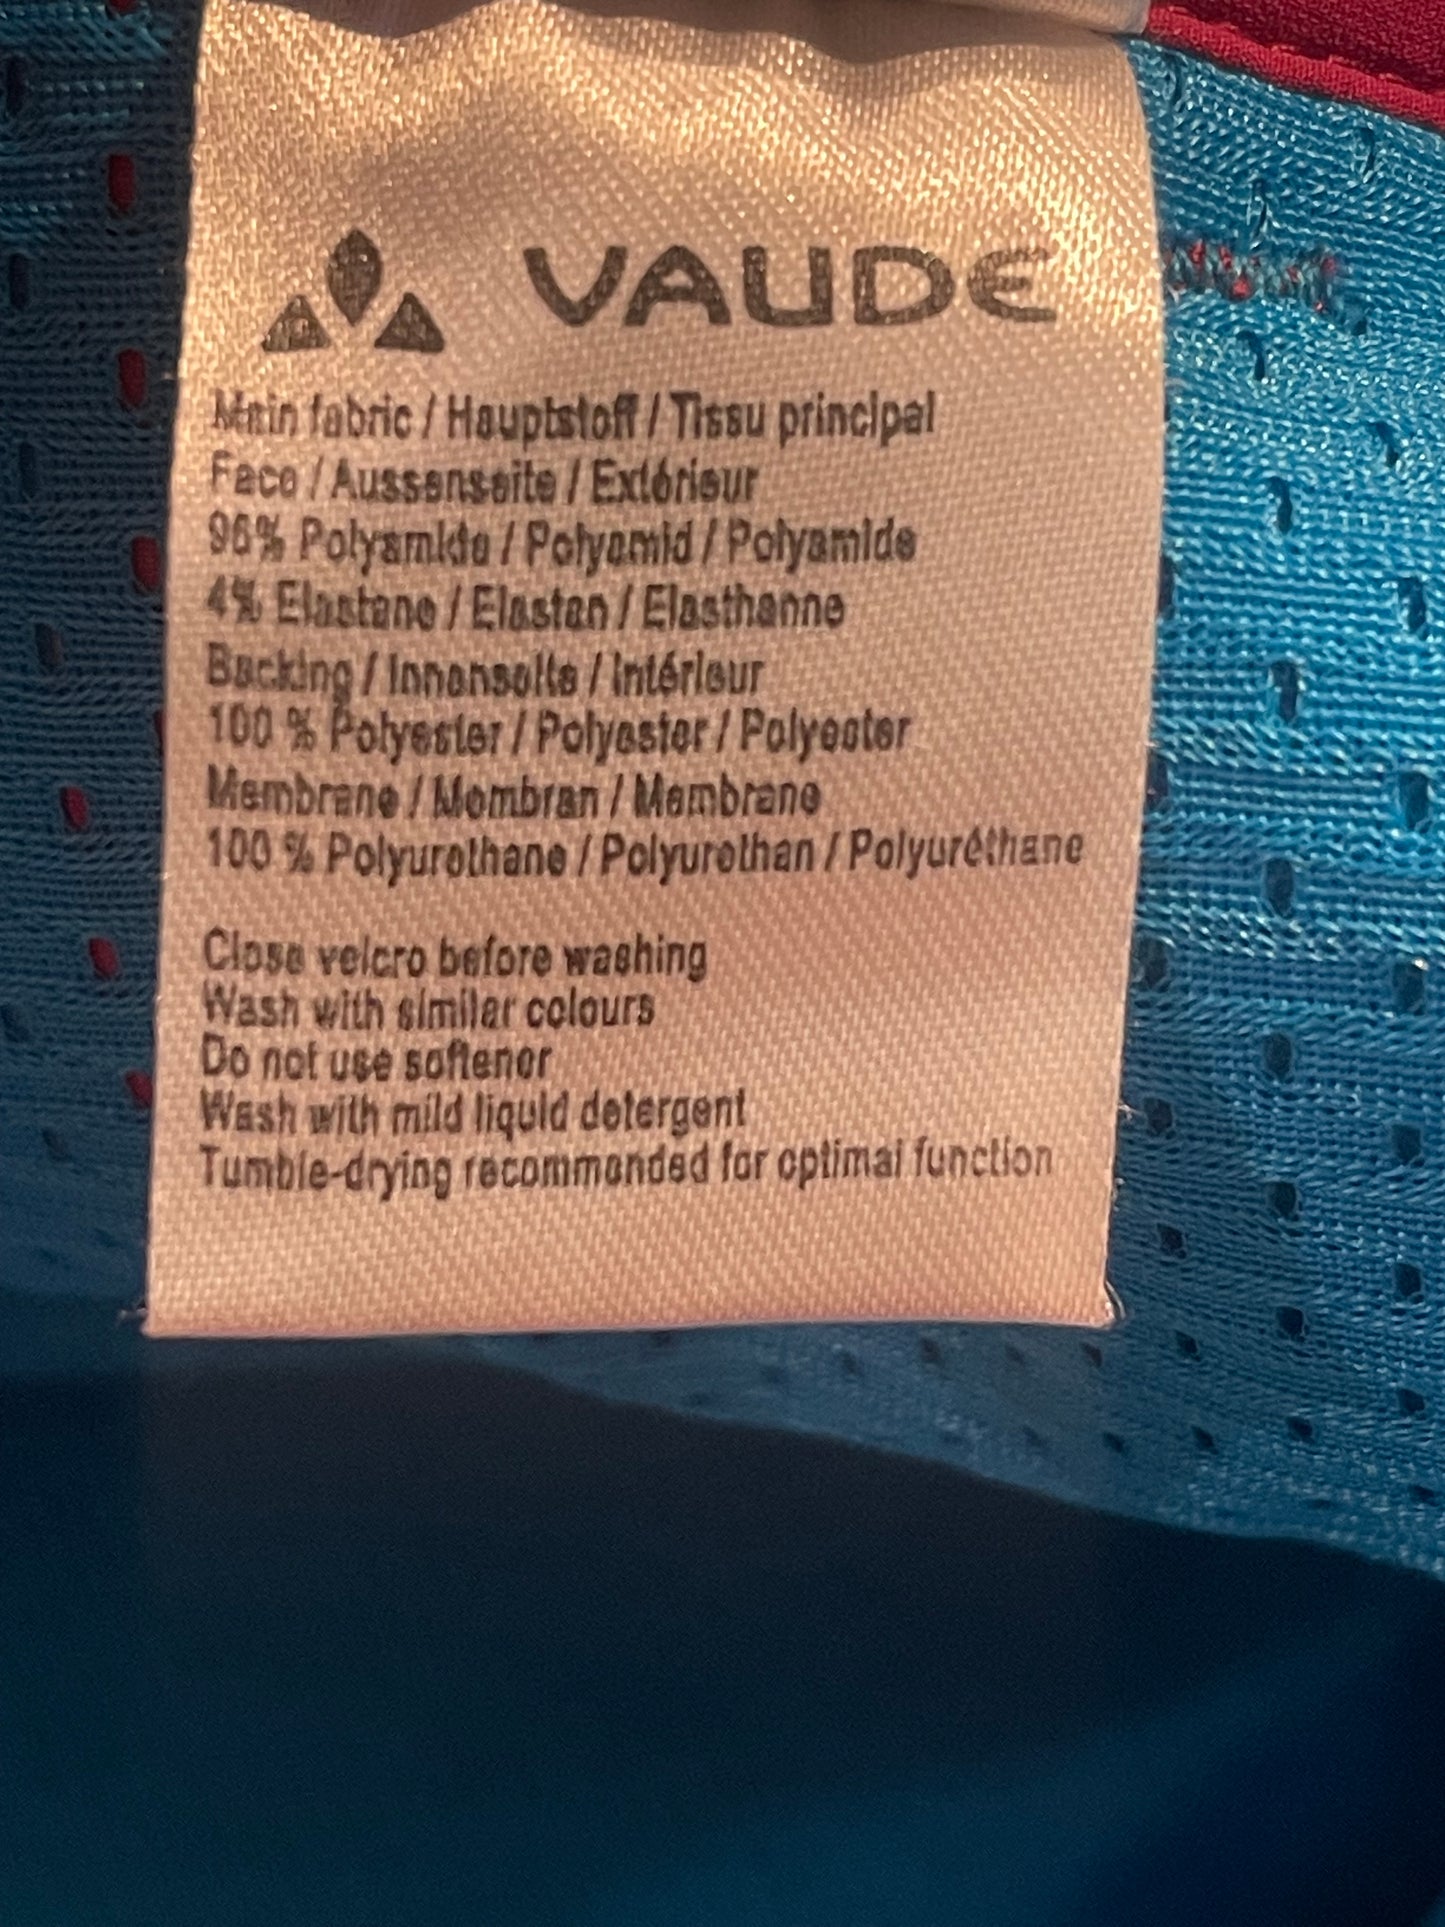 VAUDE
Main fabric / Hauptstoff / Tissu principal
Face / Aussenseite / Extérieur
96% Polyamide / Polyamid / Polyamide
4% Elastane / Elastan / Elasthanne
Backing / Innenseite / Intérieur
100 % Polyester / Polyester / Polyester
Membrane / Membran / Membrane
100 % Polyurethane / Polyurethan / Polyuréthane
Close velcro before washing
Wash with similar colours
Do not use softener
Wash with mild liquid detergent
Tumble-drying recommended for optimal function